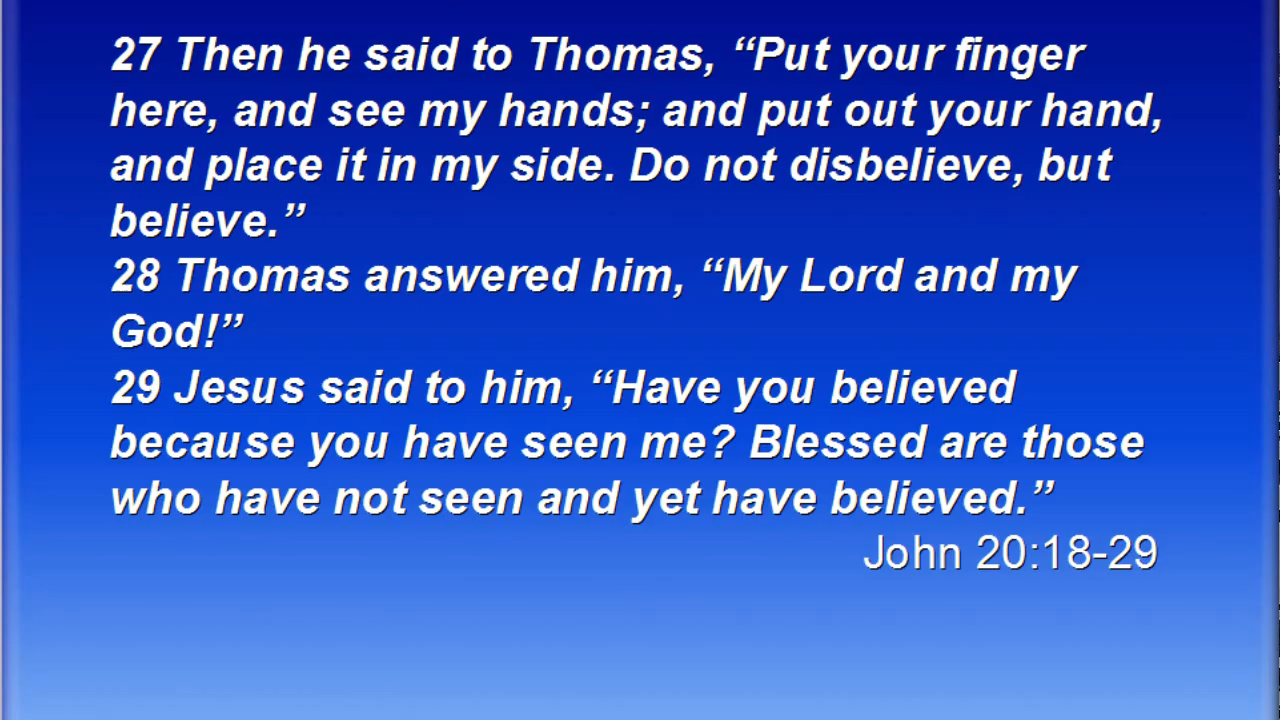 27 Then he said to Thomas, “Put your finger
here, and see my hands; and put out your hand,
and place it in my side. Do not disbelieve, but
believe.”
28 Thomas answered him, “My Lord and my
God!”
29 Jesus said to him, “Have you believed
because you have seen me? Blessed are those
who have not seen and yet have believed.”
John 20:18-29